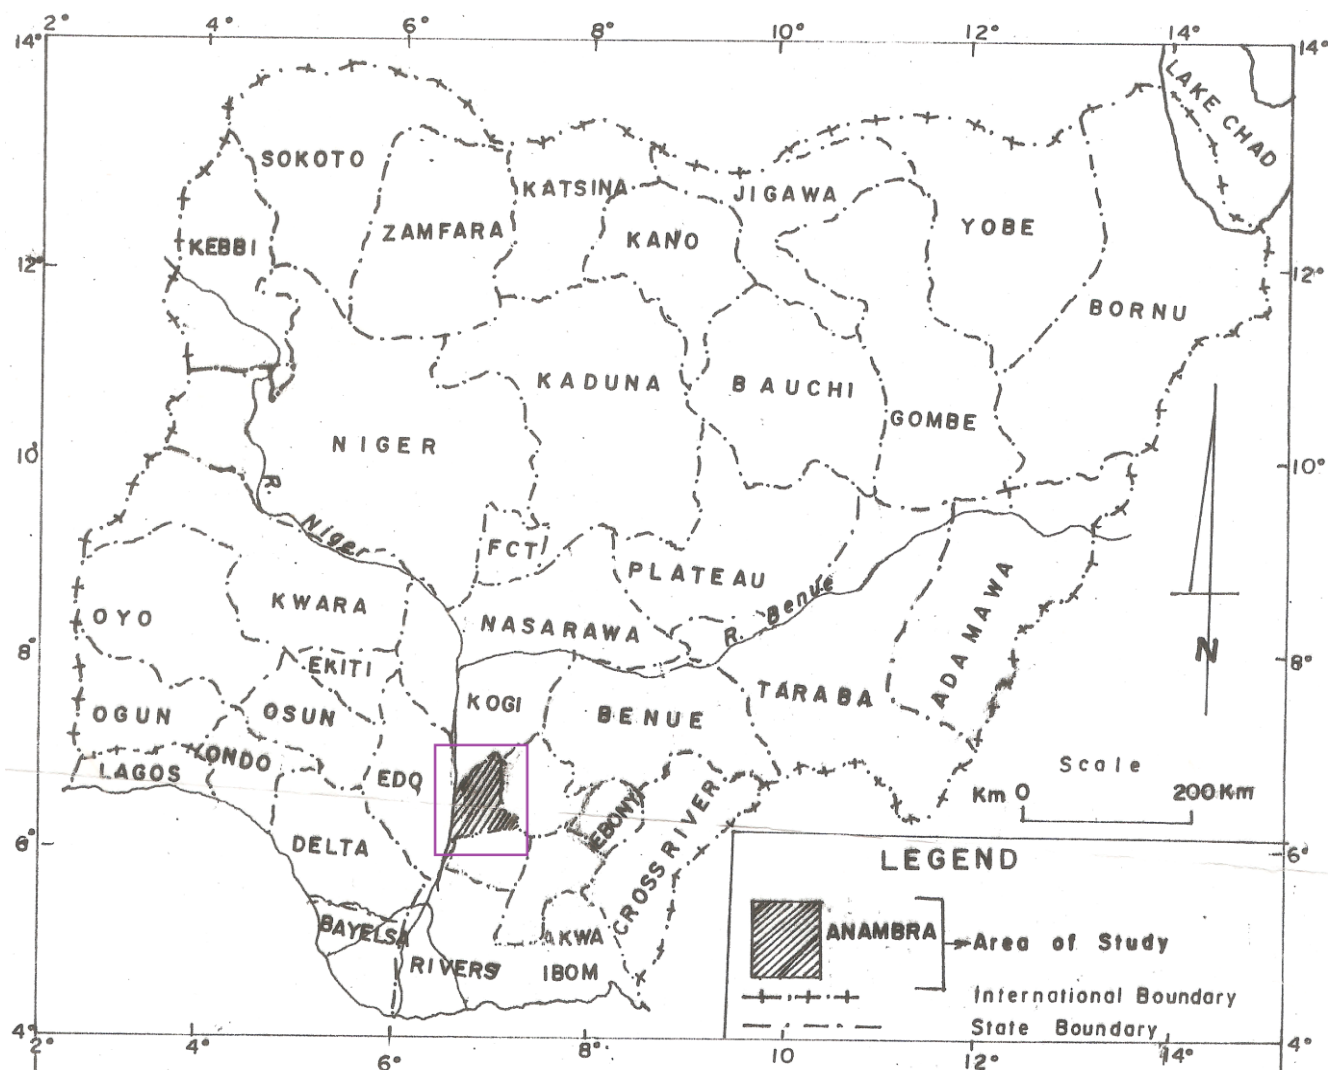 2° 4° 6° 8° 10° 12° 14°
14° 14°
LAKE CHAD
SOKOTO
KATSINA
JIGAWA
ZAMFARA
KANO
YOBE
KEBBI
12° 12°
BORNU
KADUNA
BAUCHI
GOMBE
NIGER
10° 10°
R. Niger
FCT
PLATEAU
R. Benue
ADAMAWA
KWARA
OYO
NASARAWA
8° 8°
N
EKITI
TARABA
KOGI
BENUE
OGUN
OSUN
ONDO
LAGOS
EDO
Scale
Km 0 200Km
EBONY
CROSS RIVER
DELTA
6° 6°
LEGEND
ANAMBRA
Area of Study
BAYELSA
AKWA
IBOM
RIVERS
International Boundary
State Boundary
4° 4°
2° 4° 6° 8° 10 12° 14°